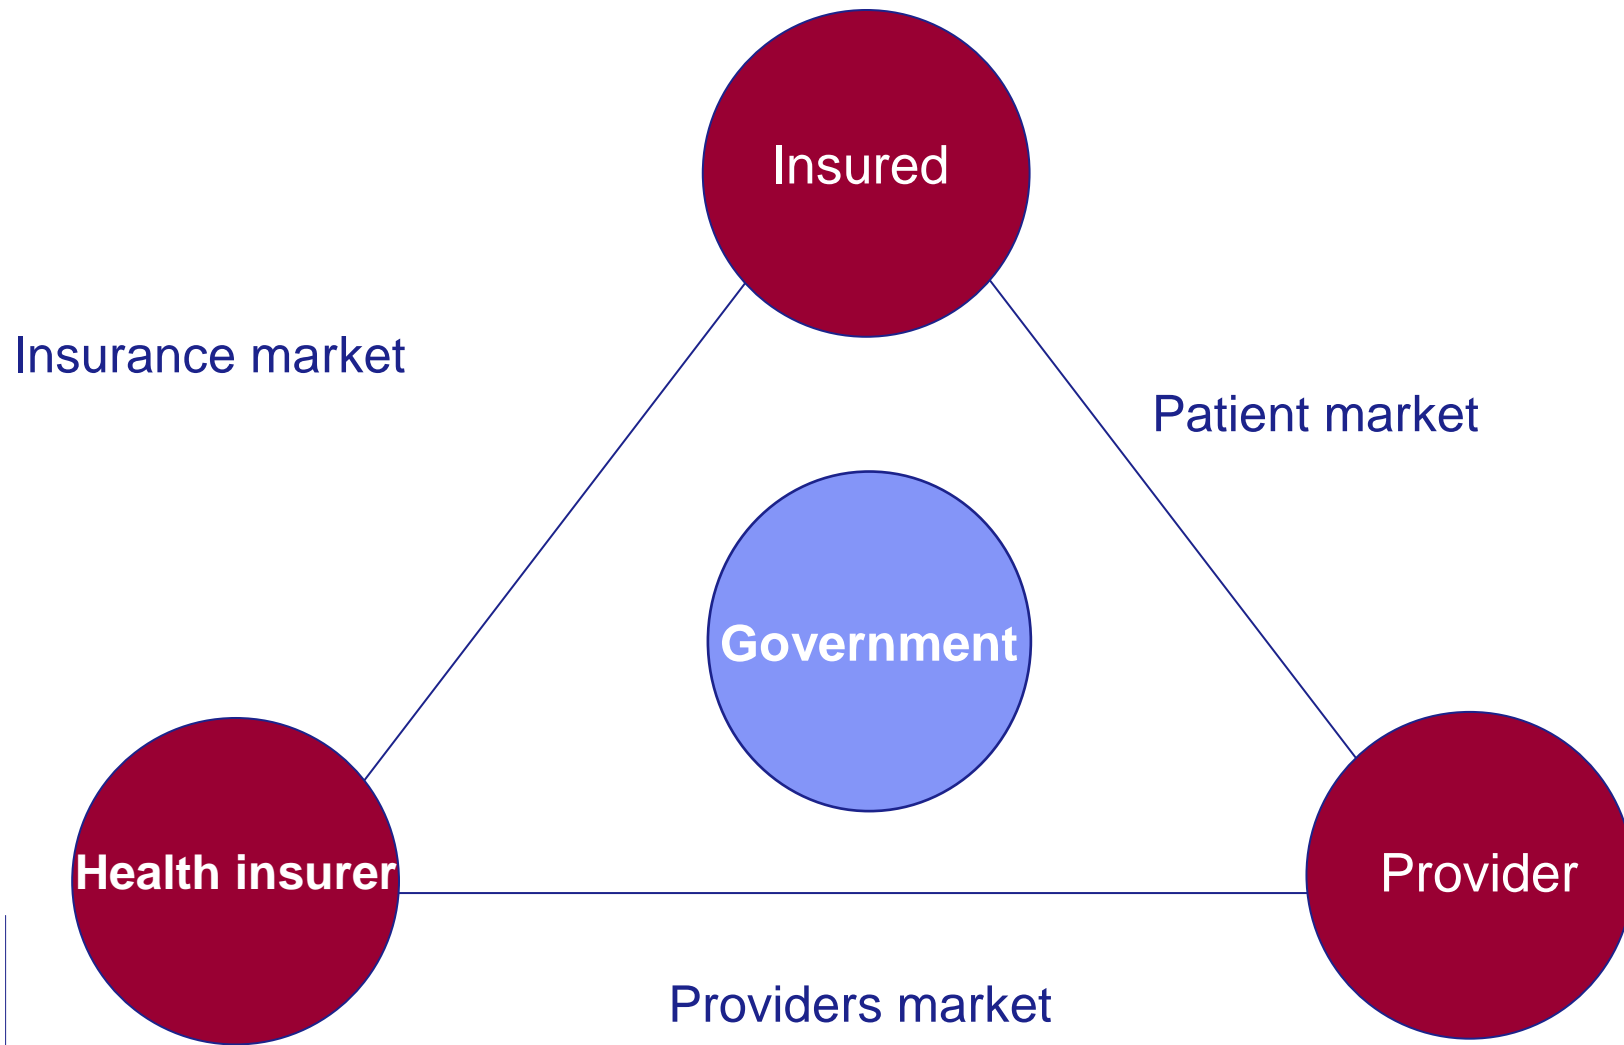 Insured
Insurance market
Patient market
Government
Health insurer
Provider
Providers market